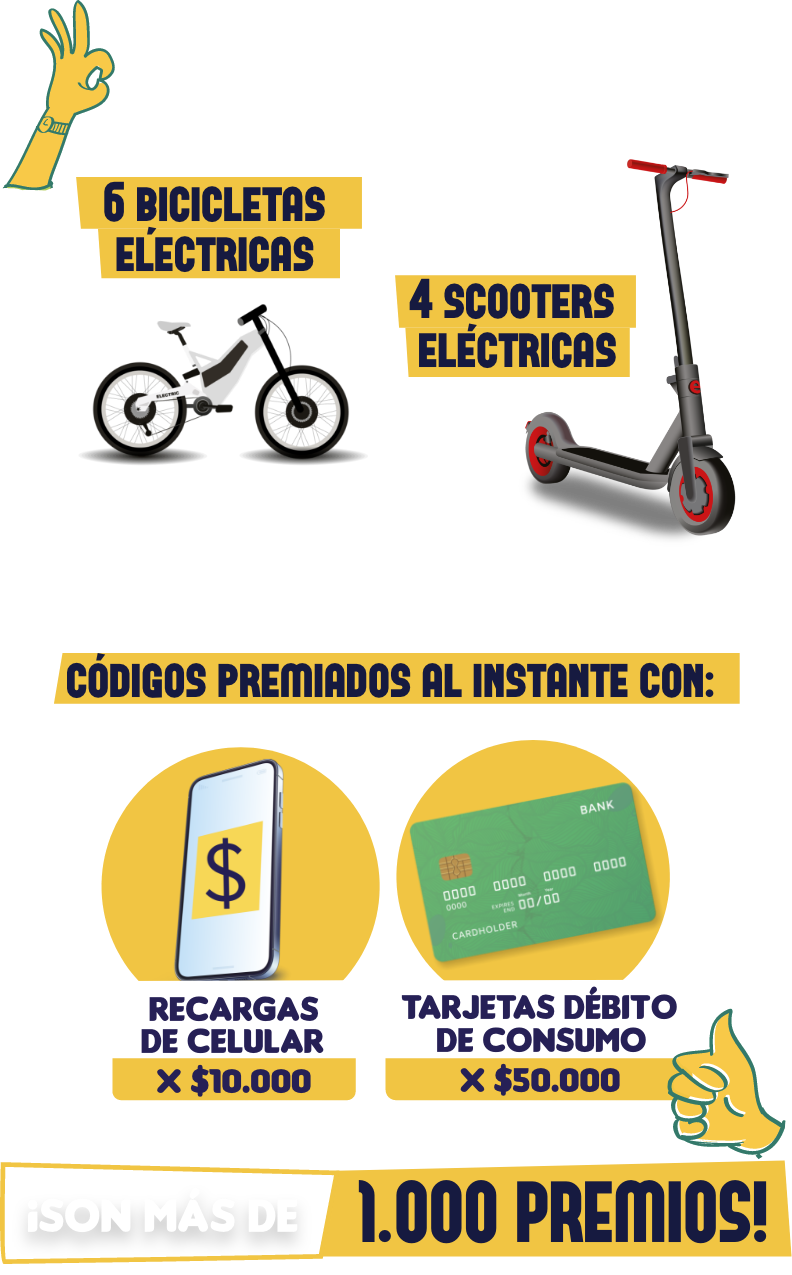 6 BICICLETAS
ELÉCTRICAS
4 SCOOTERS
ELÉCTRICAS
ELECTRIC
CÓDIGOS PREMIADOS AL INSTANTE CON:
$
BANK
0000 0000 0000 0000
0000
Month Year
EXPIRES END 00/00
CARDHOLDER
RECARGAS
DE CELULAR
X $10.000
TARJETAS DÉBITO
DE CONSUMO
X $50.000
¡SON MÁS DE 1.000 PREMIOS!